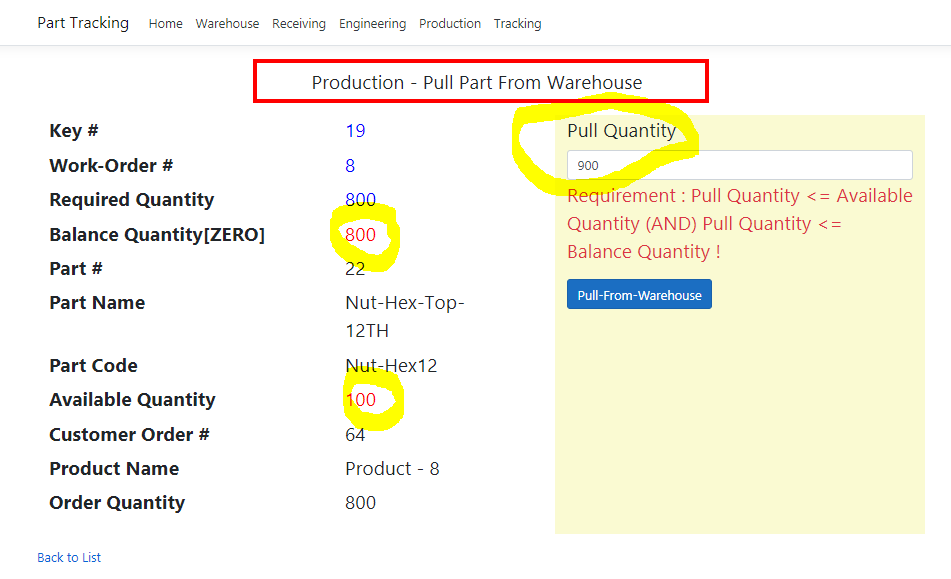 Part Tracking Home Warehouse Receiving Engineering Production Tracking
Production - Pull Part From Warehouse
Key # 19
Work-Order # 8
Required Quantity 800
Balance Quantity[ZERO] 800
Part # 22
Part Name Nut-Hex-Top-
12TH
Part Code Nut-Hex12
Available Quantity 100
Customer Order # 64
Product Name Product - 8
Order Quantity 800
Pull Quantity
900
Requirement : Pull Quantity <= Available
Quantity (AND) Pull Quantity <=
Balance Quantity !
Pull-From-Warehouse
Back to List